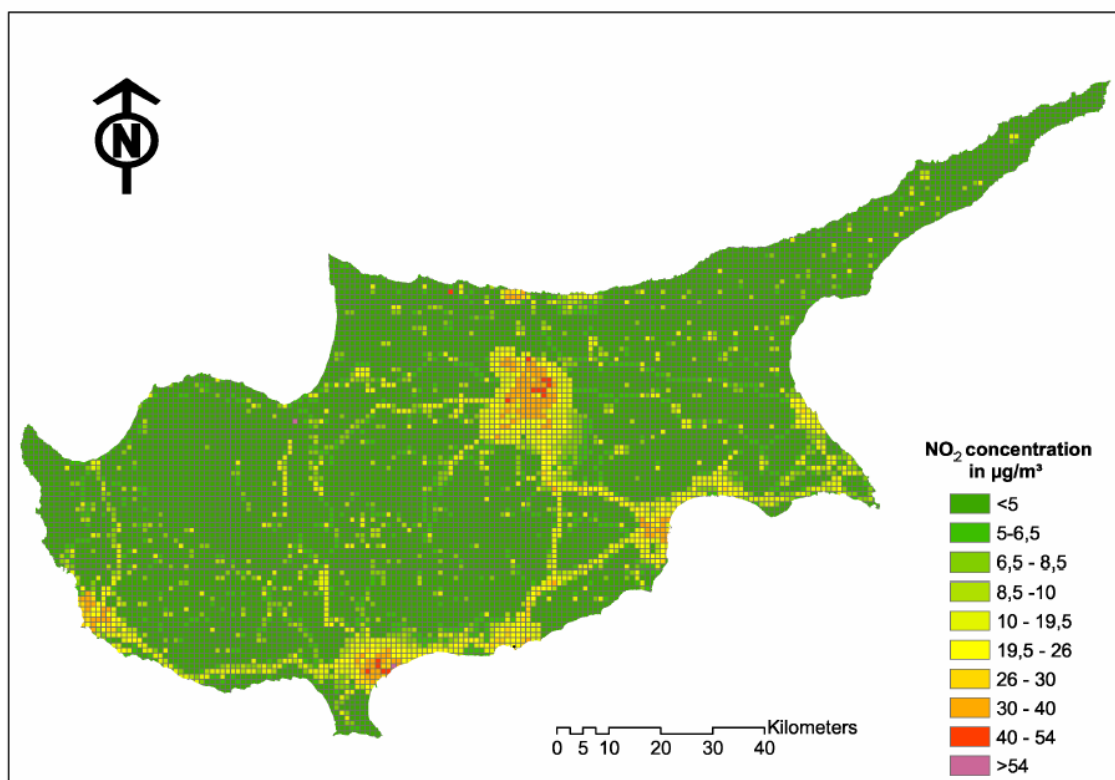 N
NO₂ concentration
in µg/m³
<5
5-6,5
6,5 - 8,5
8,5 -10
10 - 19,5
19,5 - 26
26 - 30
30 - 40
40 - 54
>54
Kilometers
0 5 10 20 30 40